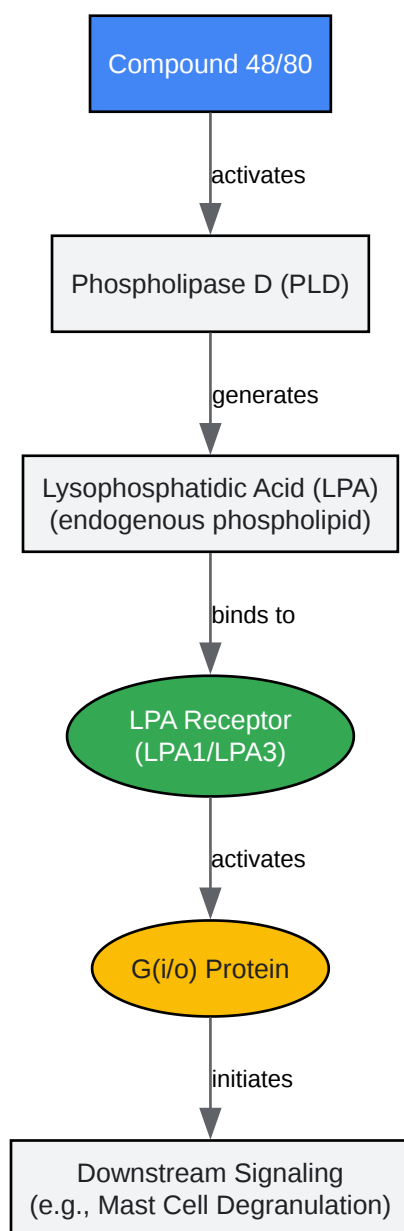 Compound 48/80
activates
Phospholipase D (PLD)
generates
Lysophosphatidic Acid (LPA)
(endogenous phospholipid)
binds to
LPA Receptor
(LPA1/LPA3)
activates
G(i/o) Protein
initiates
Downstream Signaling
(e.g., Mast Cell Degranulation)